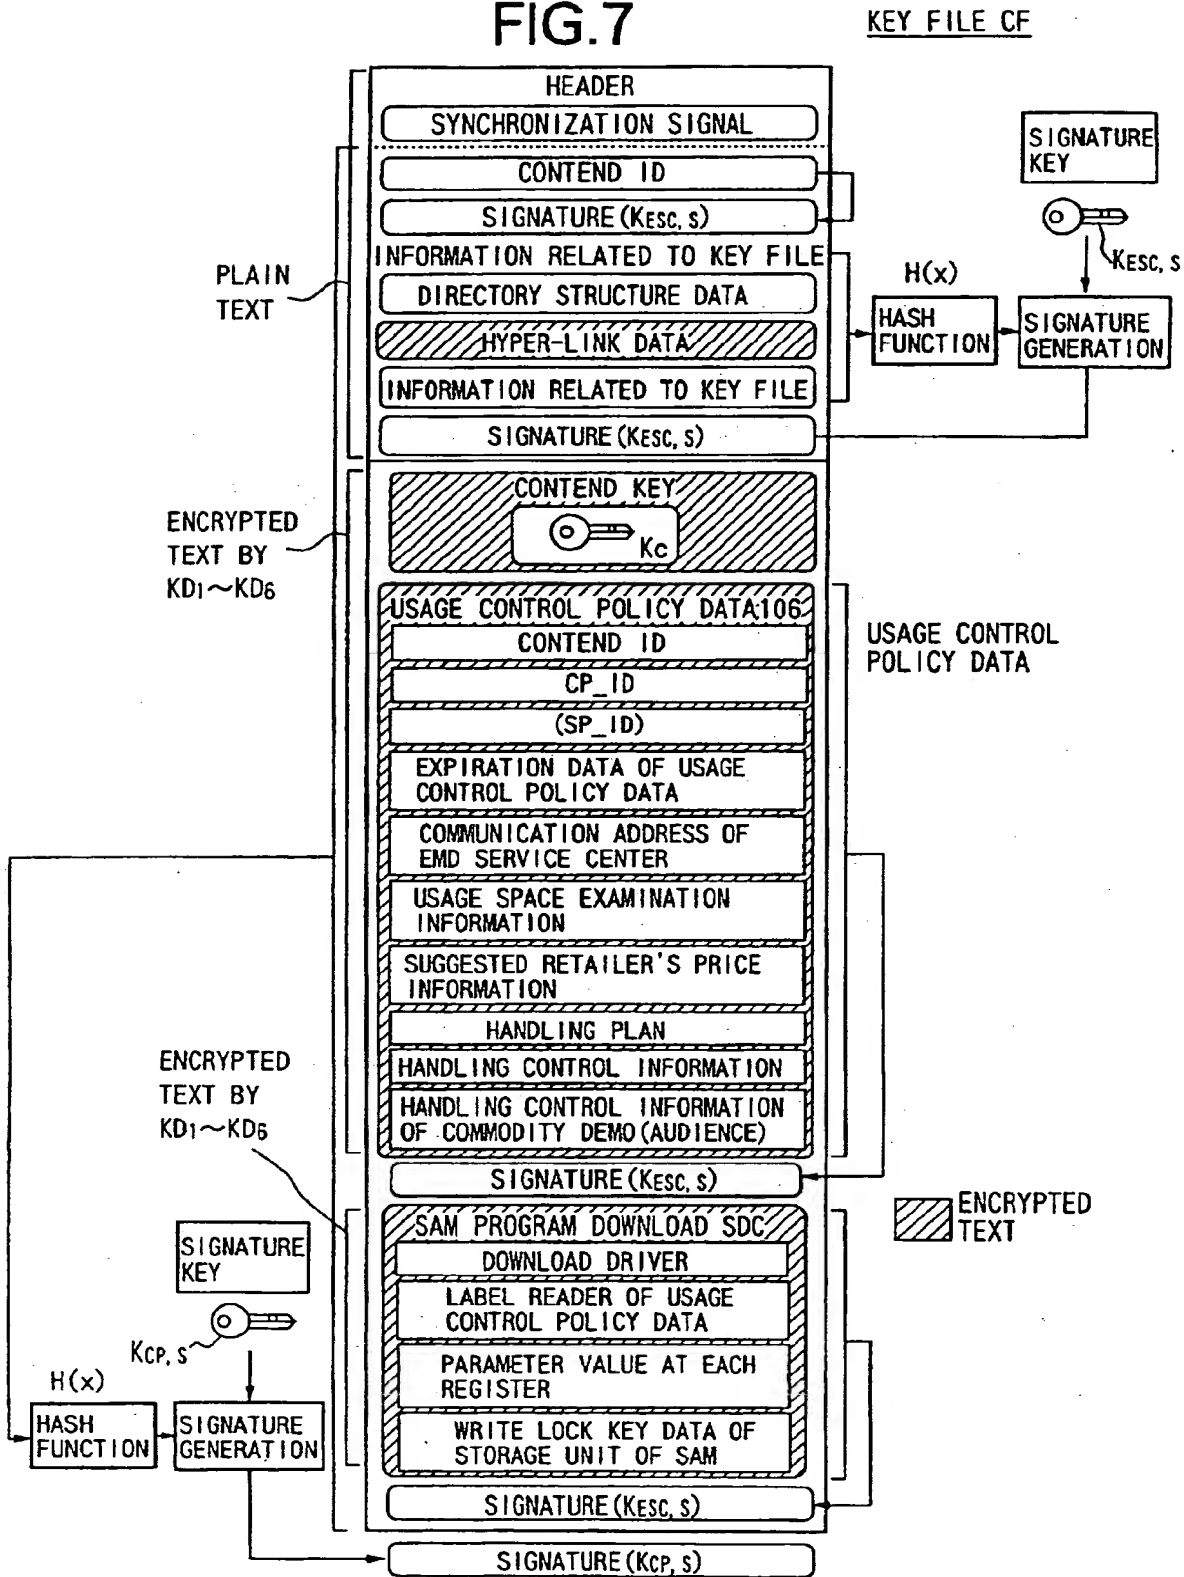 FIG.7
KEY FILE CF
HEADER
SYNCHRONIZATION SIGNAL
CONTEND ID
SIGNATURE(KESC, S)
INFORMATION RELATED TO KEY FILE
DIRECTORY STRUCTURE DATA
HYPER-LINK DATA
INFORMATION RELATED TO KEY FILE
SIGNATURE(KESC, S)
PLAIN
TEXT
SIGNATURE
KEY
KESC, S
H(x)
HASH
FUNCTION
SIGNATURE
GENERATION
ENCRYPTED
TEXT BY
KD1~KD6
CONTEND KEY
KC
USAGE CONTROL POLICY DATA:106
CONTEND ID
CP_ID
(SP_ID)
EXPIRATION DATA OF USAGE
CONTROL POLICY DATA
COMMUNICATION ADDRESS OF
EMD SERVICE CENTER
USAGE SPACE EXAMINATION
INFORMATION
SUGGESTED RETAILER'S PRICE
INFORMATION
HANDLING PLAN
HANDLING CONTROL INFORMATION
HANDLING CONTROL INFORMATION
OF COMMODITY DEMO(AUDIENCE)
USAGE CONTROL
POLICY DATA
SIGNATURE(KESC, S)
ENCRYPTED
TEXT BY
KD1~KD6
SAM PROGRAM DOWNLOAD SDC
DOWNLOAD DRIVER
LABEL READER OF USAGE
CONTROL POLICY DATA
PARAMETER VALUE AT EACH
REGISTER
WRITE LOCK KEY DATA OF
STORAGE UNIT OF SAM
SIGNATURE(KESC, S)
ENCRYPTED
TEXT
SIGNATURE
KEY
KCP, S
H(x)
HASH
FUNCTION
SIGNATURE
GENERATION
SIGNATURE(KCP, S)